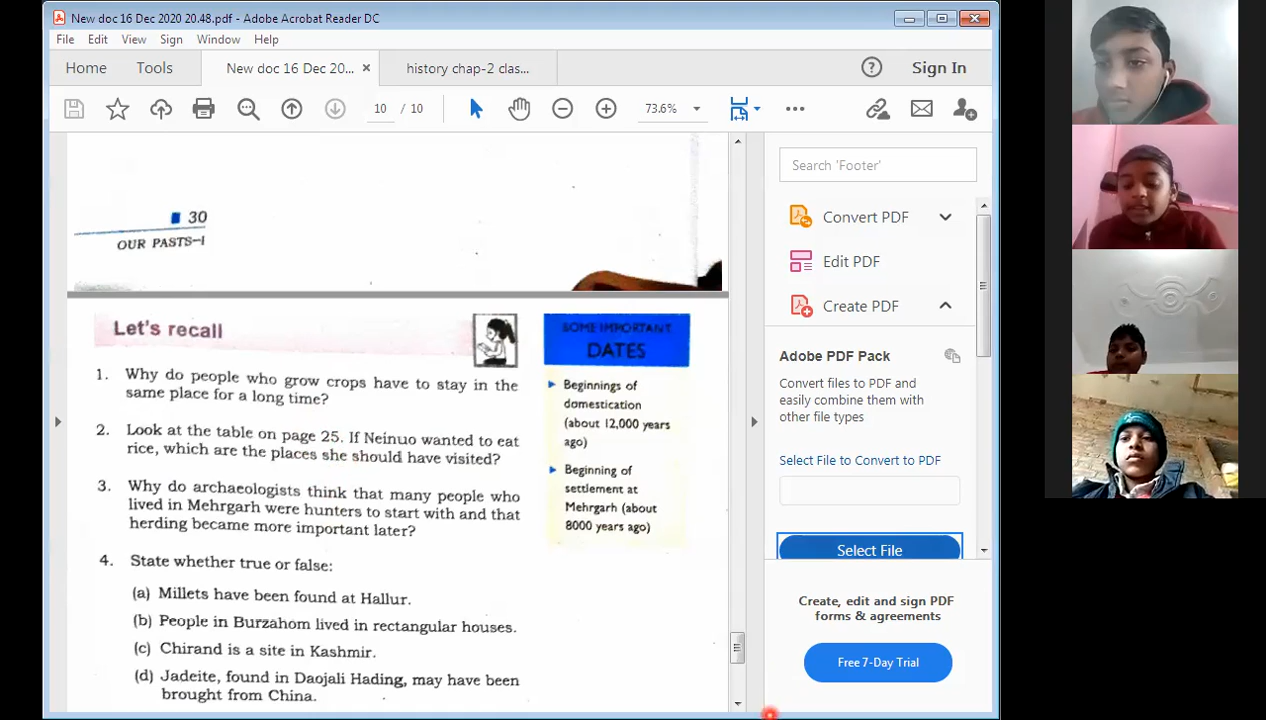 New doc 16 Dec 2020 20.48.pdf - Adobe Acrobat Reader DC
File Edit View Sign Window Help
Home Tools New doc 16 Dec 20... × history chap-2 clas... ? Sign In
10 / 10 73.6%
30
OUR PASTS–I
Let's recall
1. Why do people who grow crops have to stay in the
same place for a long time?
2. Look at the table on page 25. If Neinuo wanted to eat
rice, which are the places she should have visited?
3. Why do archaeologists think that many people who
lived in Mehrgarh were hunters to start with and that
herding became more important later?
4. State whether true or false:
(a) Millets have been found at Hallur.
(b) People in Burzahom lived in rectangular houses.
(c) Chirand is a site in Kashmir.
(d) Jadeite, found in Daojali Hading, may have been
brought from China.
SOME IMPORTANT
DATES
Beginnings of
domestication
(about 12,000 years
ago)
Beginning of
settlement at
Mehrgarh (about
8000 years ago)
Search 'Footer'
Convert PDF
Edit PDF
Create PDF
Adobe PDF Pack
Convert files to PDF and
easily combine them with
other file types
Select File to Convert to PDF
Select File
Create, edit and sign PDF
forms & agreements
Free 7-Day Trial